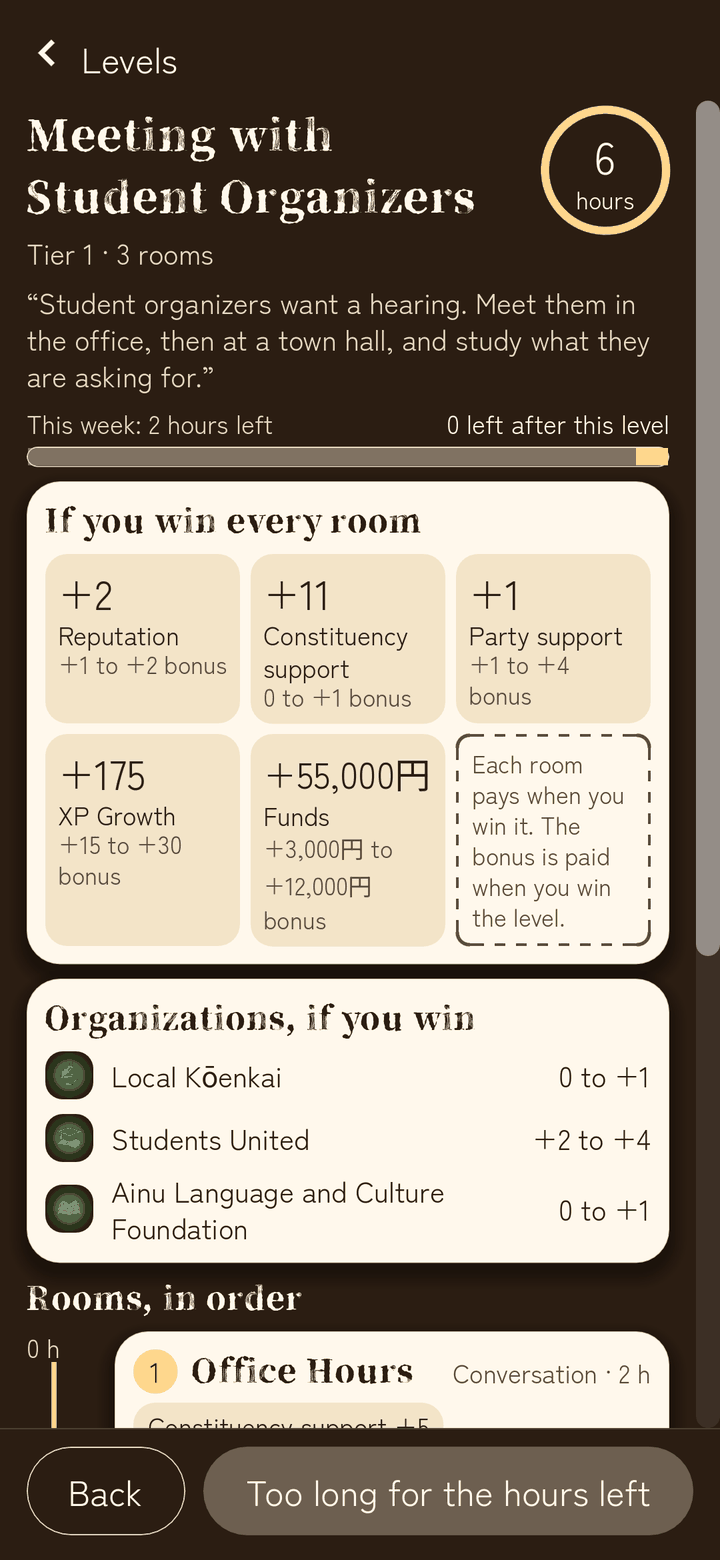 Levels
Meeting with
Student Organizers
6
hours
Tier 1 · 3 rooms
“Student organizers want a hearing. Meet them in
the office, then at a town hall, and study what they
are asking for.”
This week: 2 hours left
0 left after this level
If you win every room
+2
Reputation
+1 to +2 bonus
+11
Constituency
support
0 to +1 bonus
+1
Party support
+1 to +4
bonus
+175
XP Growth
+15 to +30
bonus
+55,000円
Funds
+3,000円 to
+12,000円
bonus
Each room
pays when you
win it. The
bonus is paid
when you win
the level.
Organizations, if you win
Local Kōenkai
0 to +1
Students United
+2 to +4
Ainu Language and Culture
Foundation
0 to +1
Rooms, in order
0 h
1
Office Hours
Conversation · 2 h
Constituency support +5
Back
Too long for the hours left